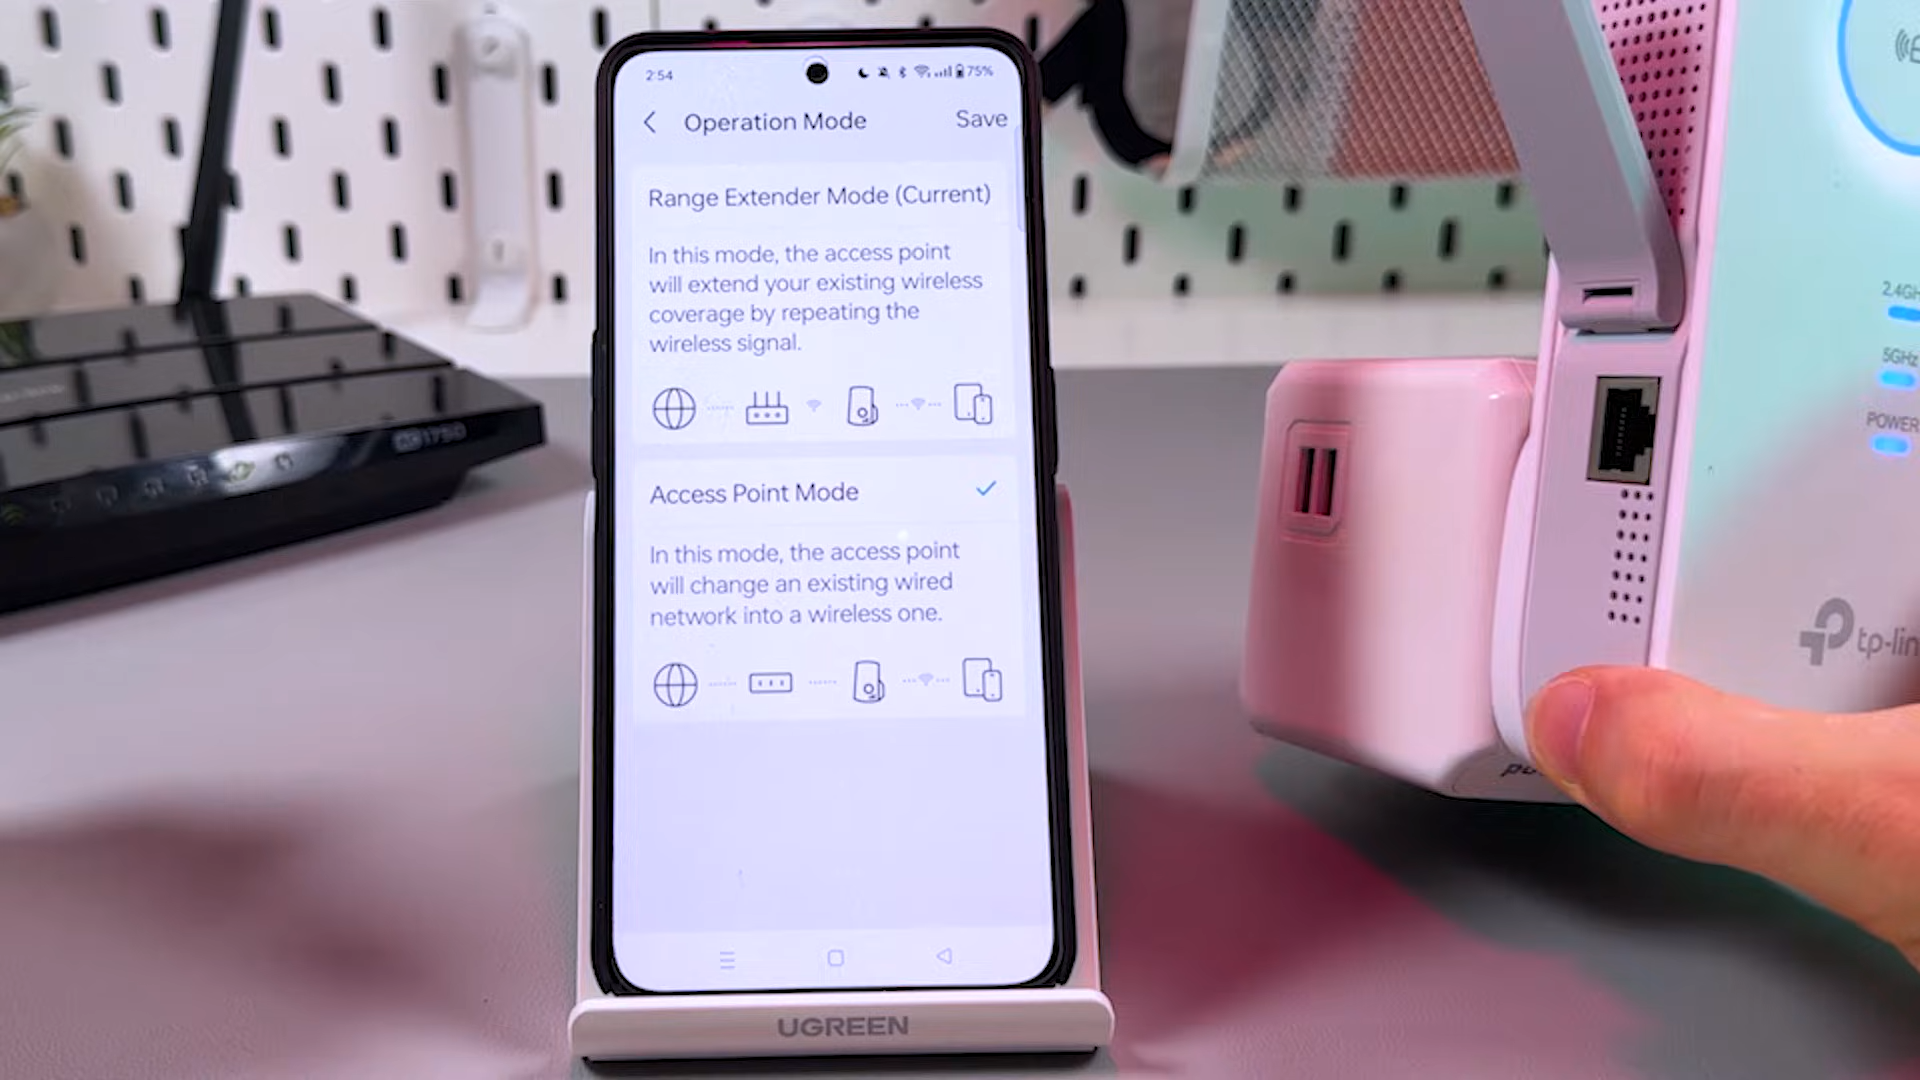 2:54
75%
Operation Mode
Save
Range Extender Mode (Current)
In this mode, the access point
will extend your existing wireless
coverage by repeating the
wireless signal.
Access Point Mode
In this mode, the access point
will change an existing wired
network into a wireless one.
UGREEN
5GHz
POWER
tp-lin